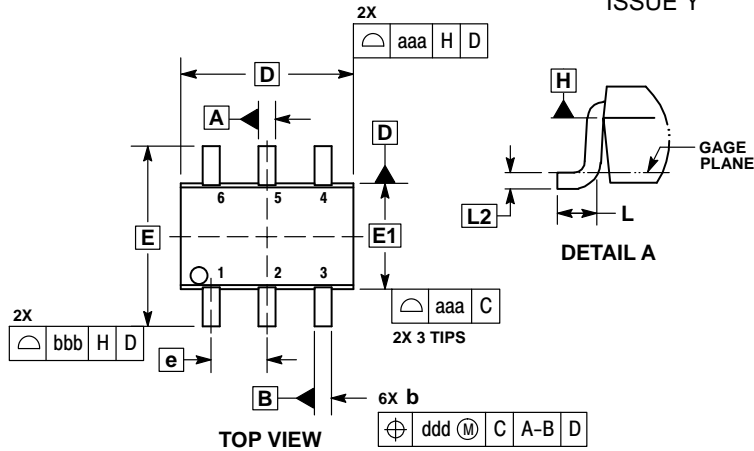 ISSUE Y
2X
⌓ aaa H D
D
A
D
H
6 5 4
GAGE
PLANE
E
E1
L2
L
DETAIL A
1 2 3
⌓ aaa C
2X 3 TIPS
2X
⌓ bbb H D
e
B
6X b
⌖ ddd Ⓜ C A-B D
TOP VIEW